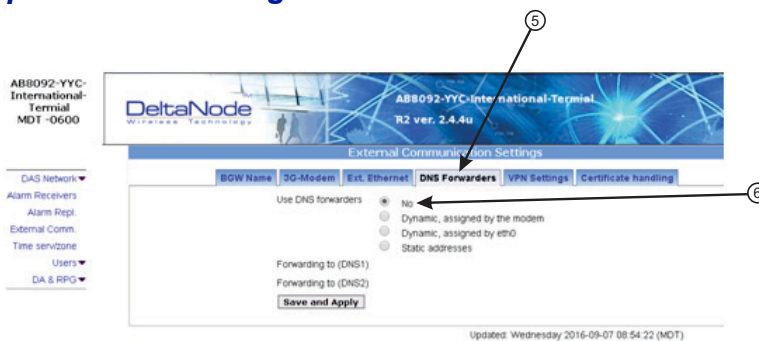 5
AB8092-YYC-
International-
Termial
MDT -0600
DeltaNode
Wireless Technology
AB8092-YYC-International-Termial
R2 ver. 2.4.4u
External Communication Settings
BGW Name 3G-Modem Ext. Ethernet DNS Forwarders VPN Settings Certificate handling
6
DAS Network
Alarm Receivers
Alarm Repl.
External Comm.
Time serv/zone
Users
DA & RPG
Use DNS forwarders
No
Dynamic, assigned by the modem
Dynamic, assigned by eth0
Static addresses
Forwarding to (DNS1)
Forwarding to (DNS2)
Save and Apply
Updated: Wednesday 2016-09-07 08:54:22 (MDT)